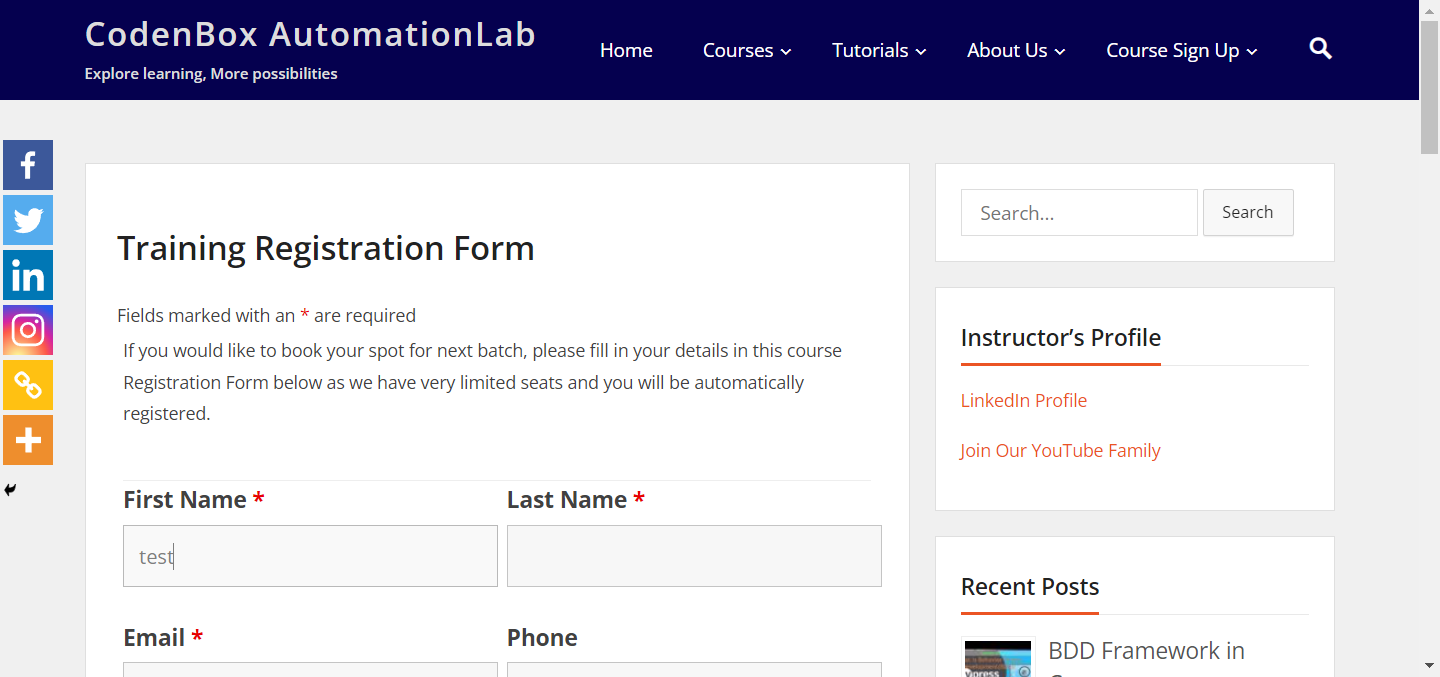 CodenBox AutomationLab
Explore learning, More possibilities
Home
Courses
Tutorials
About Us
Course Sign Up
Training Registration Form
Fields marked with an * are required
If you would like to book your spot for next batch, please fill in your details in this course
Registration Form below as we have very limited seats and you will be automatically
registered.
First Name *
Last Name *
test
Email *
Phone
Search...
Search
Instructor’s Profile
LinkedIn Profile
Join Our YouTube Family
Recent Posts
BDD Framework in